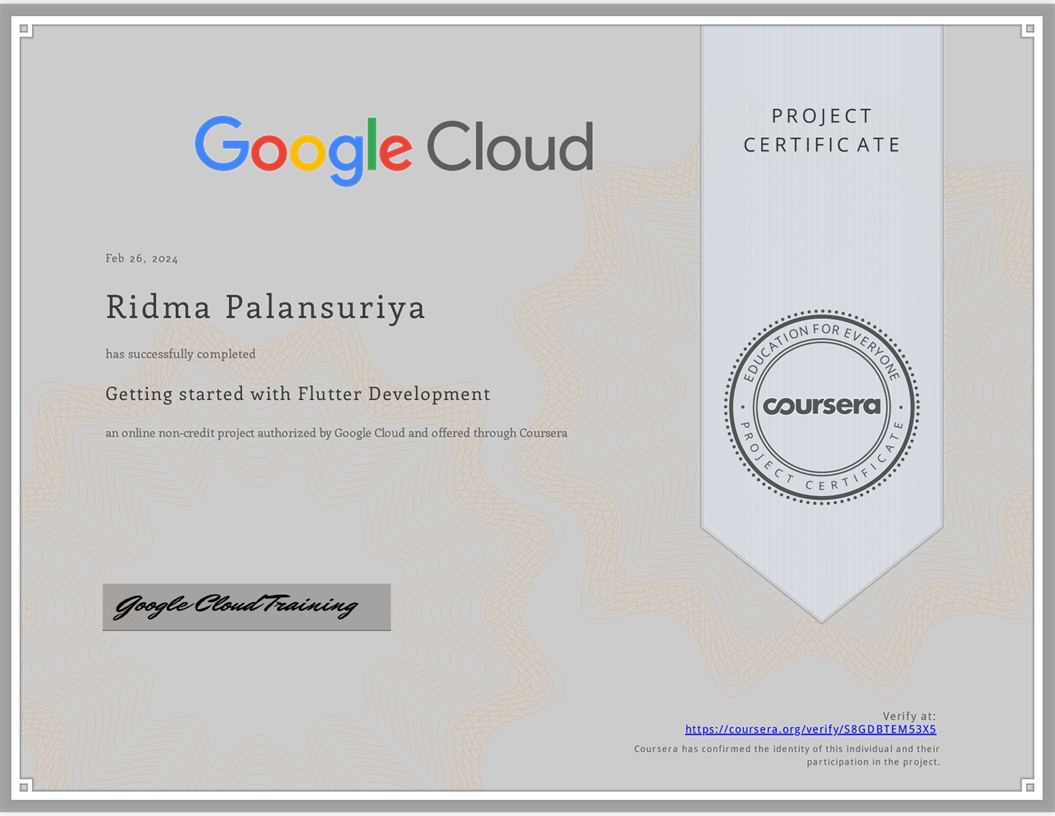 Google Cloud
PROJECT
CERTIFICATE
Feb 26, 2024
Ridma Palansuriya
has successfully completed
Getting started with Flutter Development
an online non-credit project authorized by Google Cloud and offered through Coursera
EDUCATION FOR EVERYONE
coursera
PROJECT CERTIFICATE
Google Cloud Training
Verify at:
https://coursera.org/verify/S8GDBTEM53X5
Coursera has confirmed the identity of this individual and their
participation in the project.